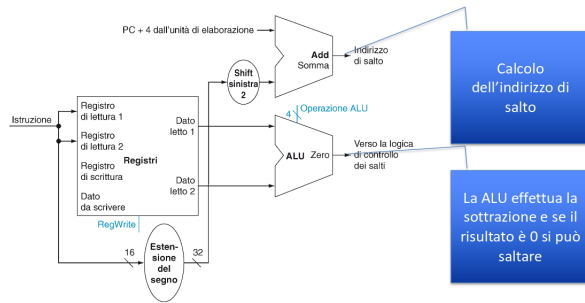 PC + 4 dall'unità di elaborazione
Add
Somma
Indirizzo
di salto
Shift
sinistra
2
Calcolo
dell'indirizzo di
salto
Istruzione
Registro
di lettura 1
Registro
di lettura 2
Registro
di scrittura
Dato
da scrivere
Registri
Dato
letto 1
Dato
letto 2
RegWrite
4
Operazione ALU
ALU
Zero
Verso la logica
di controllo
dei salti
La ALU effettua la
sottrazione e se il
risultato è 0 si può
saltare
16
Esten-
sione
del
segno
32